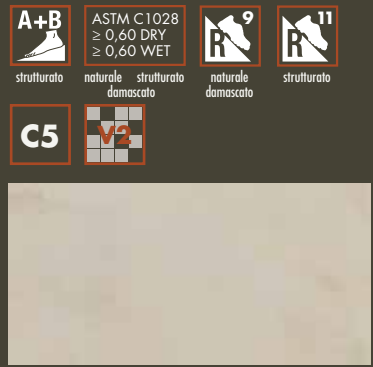 A+B
ASTM C1028
≥ 0,60 DRY
≥ 0,60 WET
R 9
R 11
strutturato
naturale strutturato
damascato
naturale
damascato
strutturato
C5
V2